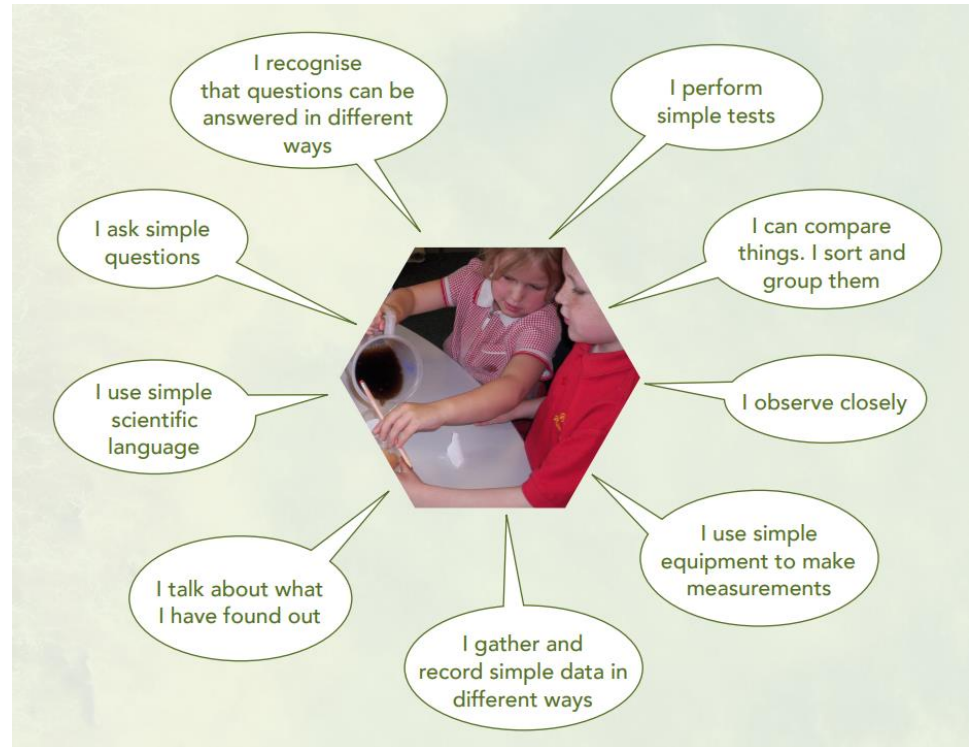 I recognise
that questions can be
answered in different
ways
I perform
simple tests
I ask simple
questions
I can compare
things. I sort and
group them
I use simple
scientific
language
I observe closely
I talk about what
I have found out
I use simple
equipment to make
measurements
I gather and
record simple data in
different ways